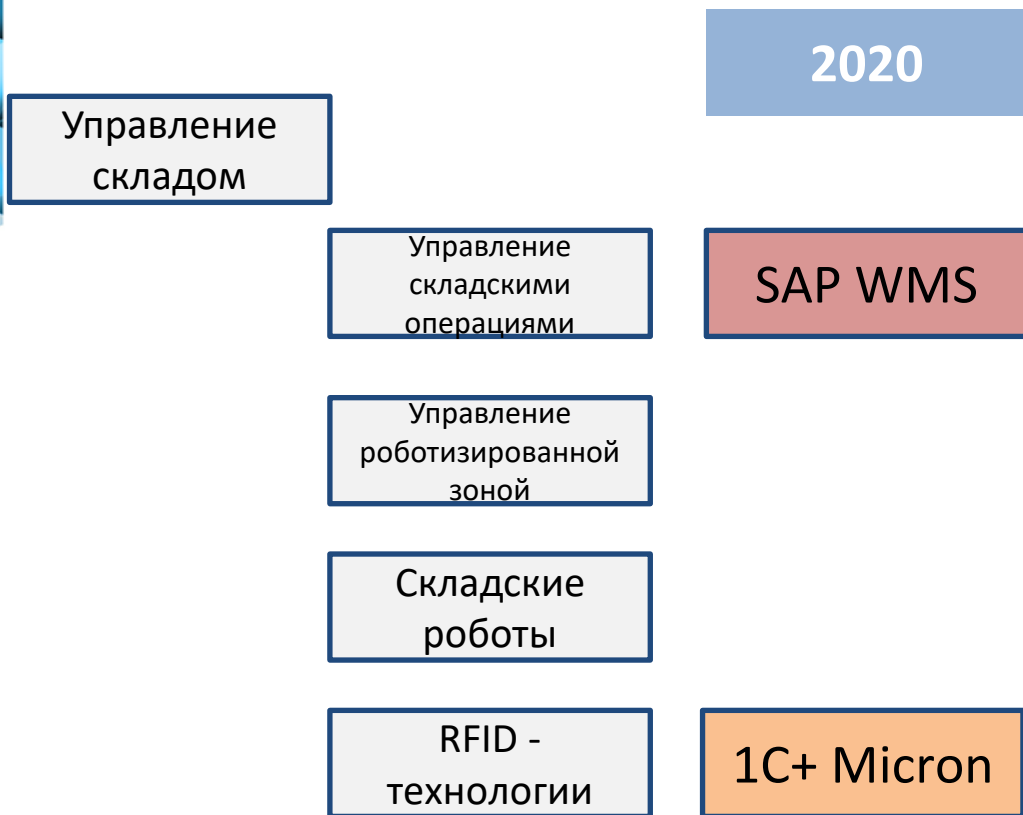 2020
Управление
складом
Управление
складскими
операциями
SAP WMS
Управление
роботизированной
зоной
Складские
роботы
RFID -
технологии
1С+ Micron